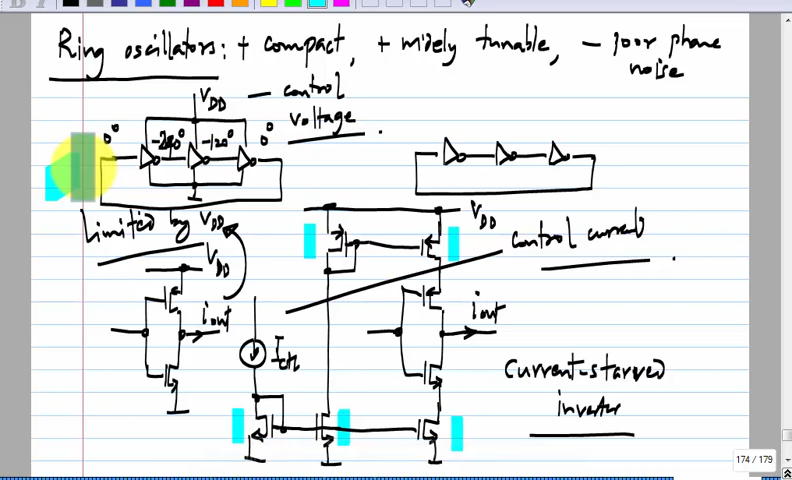 Ring oscillators: + compact, + widely tunable, - poor phase noise
VDD - control voltage.
0° -240° -120° 0°
Limited by VDD
VDD
VDD
control current.
iout
iout
Current-starved
inverter
174 / 179